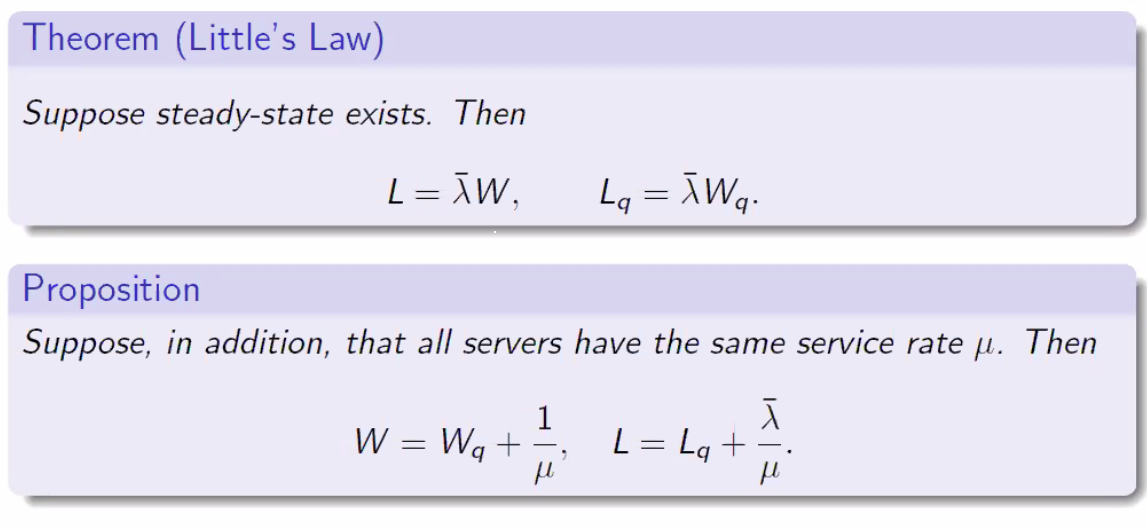 Theorem (Little's Law)
Suppose steady-state exists. Then
L = λ̄W,  L_q = λ̄W_q.
Proposition
Suppose, in addition, that all servers have the same service rate μ. Then
W = W_q + 1/μ,  L = L_q + λ̄/μ.